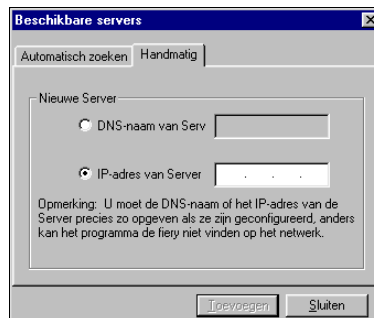 Beschikbare servers
Automatisch zoeken Handmatig
Nieuwe Server
DNS-naam van Serv
IP-adres van Server . . .
Opmerking: U moet de DNS-naam of het IP-adres van de
Server precies zo opgeven als ze zijn geconfigureerd, anders
kan het programma de fiery niet vinden op het netwerk.
Toevoegen Sluiten